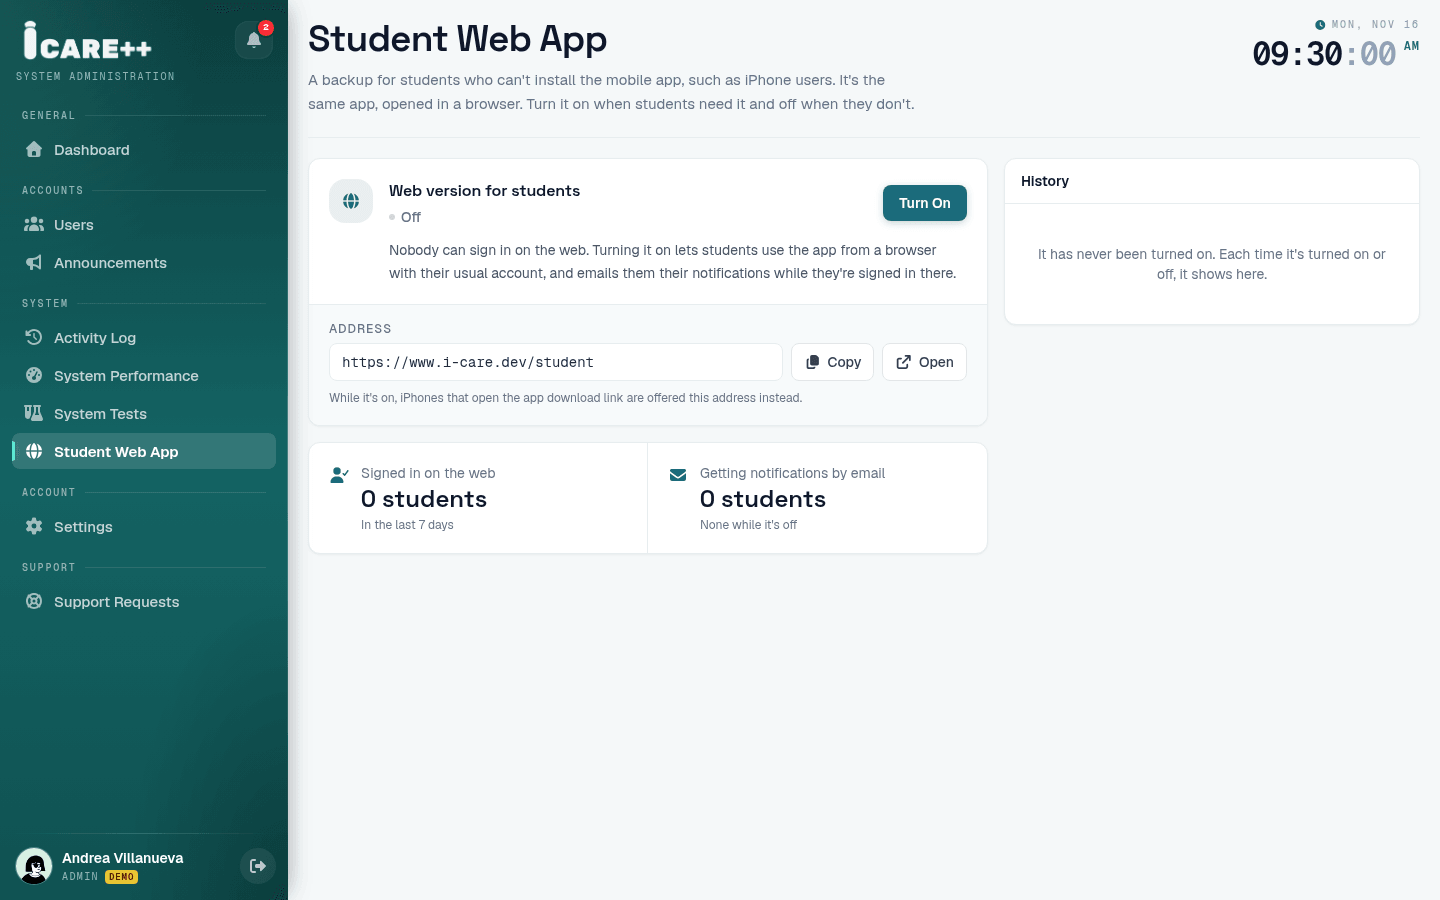 iCARE++
2
SYSTEM ADMINISTRATION
GENERAL
Dashboard
ACCOUNTS
Users
Announcements
SYSTEM
Activity Log
System Performance
System Tests
Student Web App
ACCOUNT
Settings
SUPPORT
Support Requests
Andrea Villanueva
ADMIN DEMO
Student Web App
A backup for students who can't install the mobile app, such as iPhone users. It's the
same app, opened in a browser. Turn it on when students need it and off when they don't.
MON, NOV 16
09:30:00 AM
Web version for students
Off
Turn On
Nobody can sign in on the web. Turning it on lets students use the app from a browser
with their usual account, and emails them their notifications while they're signed in there.
ADDRESS
https://www.i-care.dev/student
Copy
Open
While it's on, iPhones that open the app download link are offered this address instead.
Signed in on the web
0 students
In the last 7 days
Getting notifications by email
0 students
None while it's off
History
It has never been turned on. Each time it's turned on or
off, it shows here.